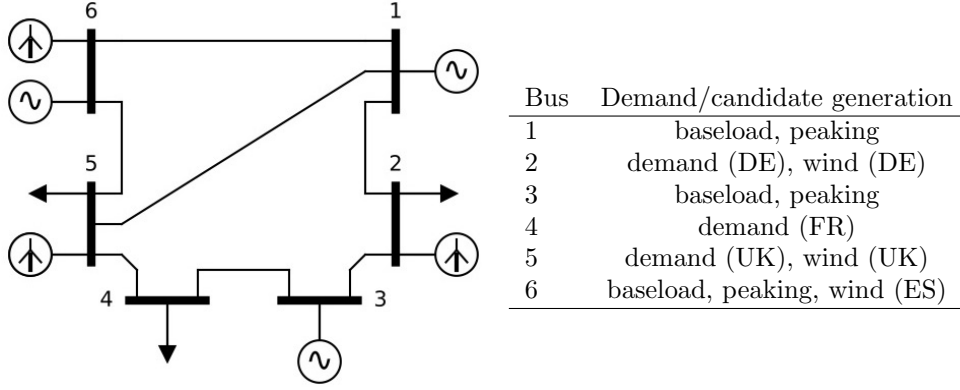 6
1
5
2
4
3
Bus Demand/candidate generation
1 baseload, peaking
2 demand (DE), wind (DE)
3 baseload, peaking
4 demand (FR)
5 demand (UK), wind (UK)
6 baseload, peaking, wind (ES)